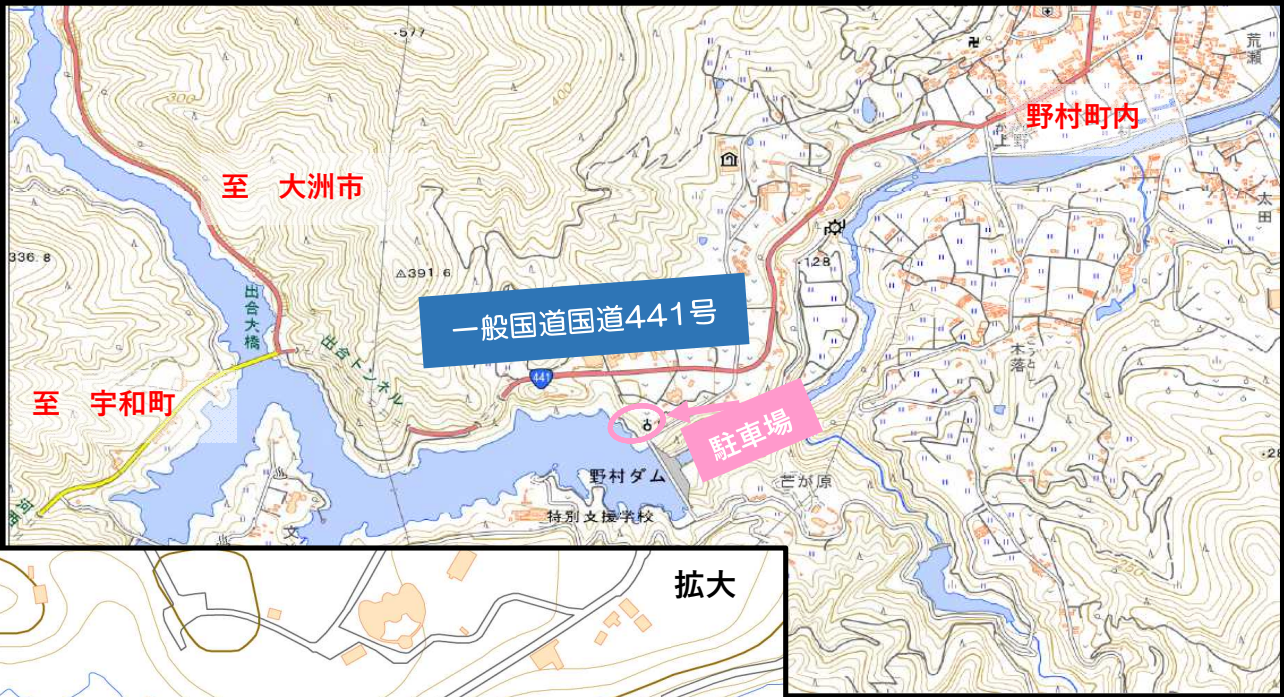 ・577
荒瀬
300
400
野村町内
至　大洲市
太田
336.8
△391.6
・128
出合大橋
一般国道国道441号
出合トンネル
木落
441
至　宇和町
駐車場
野村ダム
芒が原
特別支援学校
文
250
拡大